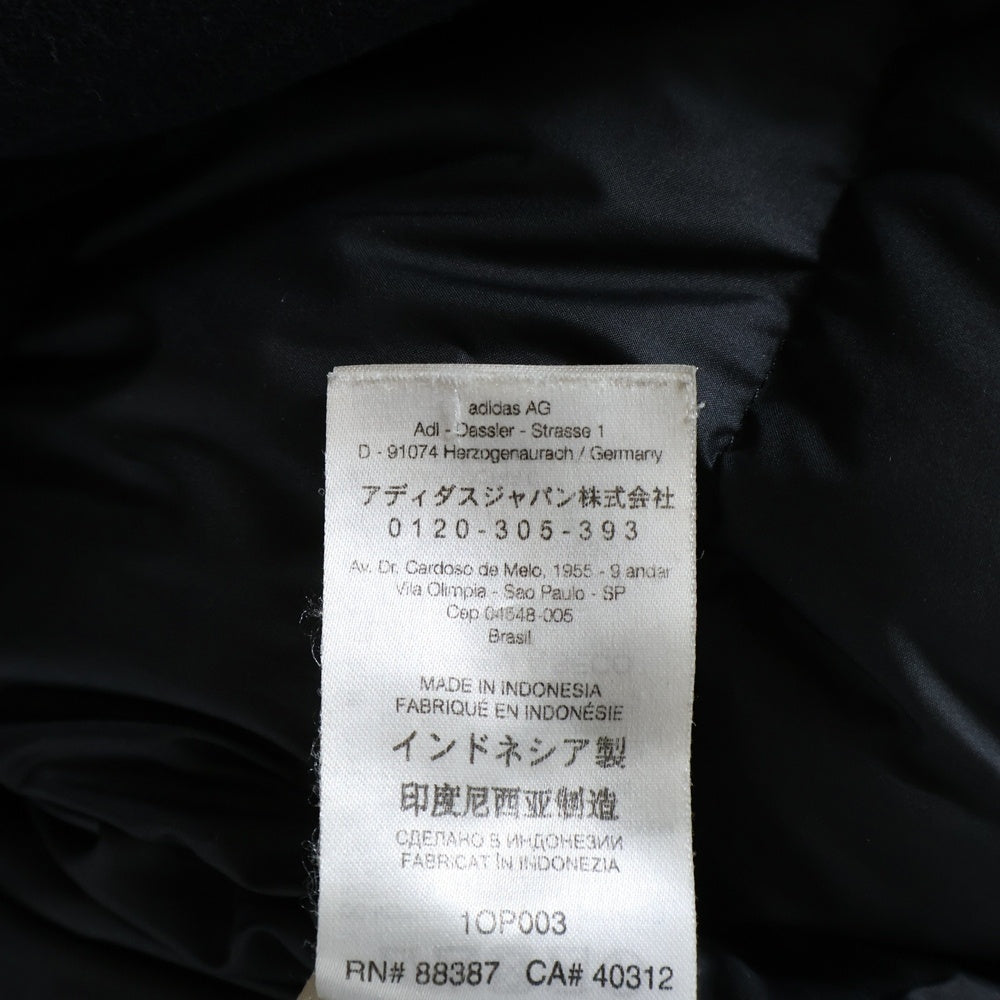 adidas AG
Adi - Dassler - Strasse 1
D - 91074 Herzogenaurach / Germany
アディダスジャパン株式会社
0120-305-393
Av. Dr. Cardoso de Melo, 1955 - 9 andar
Vila Olimpia - Sao Paulo - SP
Cep 04548-005
Brasil
MADE IN INDONESIA
FABRIQUÉ EN INDONÉSIE
インドネシア製
印度尼西亚制造
СДЕЛАНО В ИНДОНЕЗИИ
FABRICAT ÎN INDONEZIA
1OP003
RN# 88387 CA# 40312